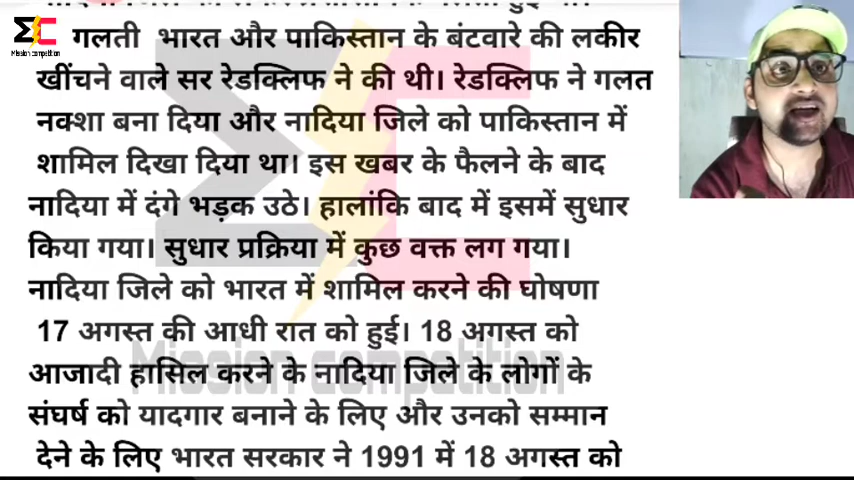 Mission competition
गलती भारत और पाकिस्तान के बंटवारे की लकीर
खींचने वाले सर रेडक्लिफ ने की थी। रेडक्लिफ ने गलत
नक्शा बना दिया और नादिया जिले को पाकिस्तान में
शामिल दिखा दिया था। इस खबर के फैलने के बाद
नादिया में दंगे भड़क उठे। हालांकि बाद में इसमें सुधार
किया गया। सुधार प्रक्रिया में कुछ वक्त लग गया।
नादिया जिले को भारत में शामिल करने की घोषणा
17 अगस्त की आधी रात को हुई। 18 अगस्त को
Mission competition
आजादी हासिल करने के नादिया जिले के लोगों के
संघर्ष को यादगार बनाने के लिए और उनको सम्मान
देने के लिए भारत सरकार ने 1991 में 18 अगस्त को